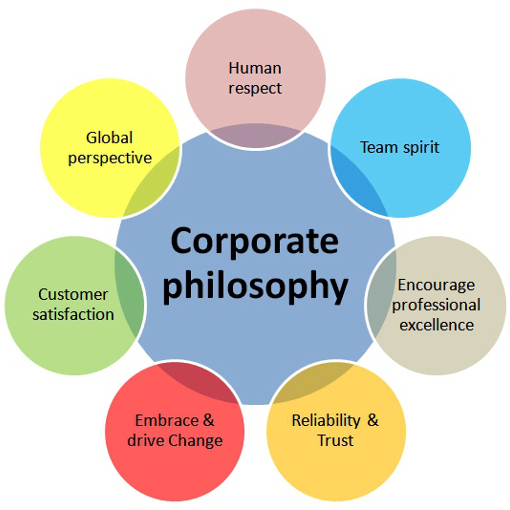 Human
respect
Team spirit
Encourage
professional
excellence
Reliability &
Trust
Embrace &
drive Change
Customer
satisfaction
Global
perspective
Corporate
philosophy